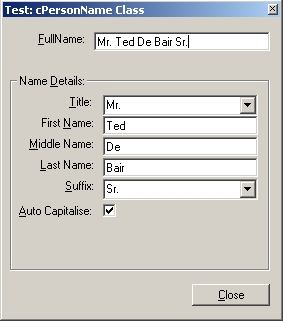 Test: cPersonName Class
FullName: Mr. Ted De Bair Sr.
Name Details:
Title: Mr.
First Name: Ted
Middle Name: De
Last Name: Bair
Suffix: Sr.
Auto Capitalise:
Close